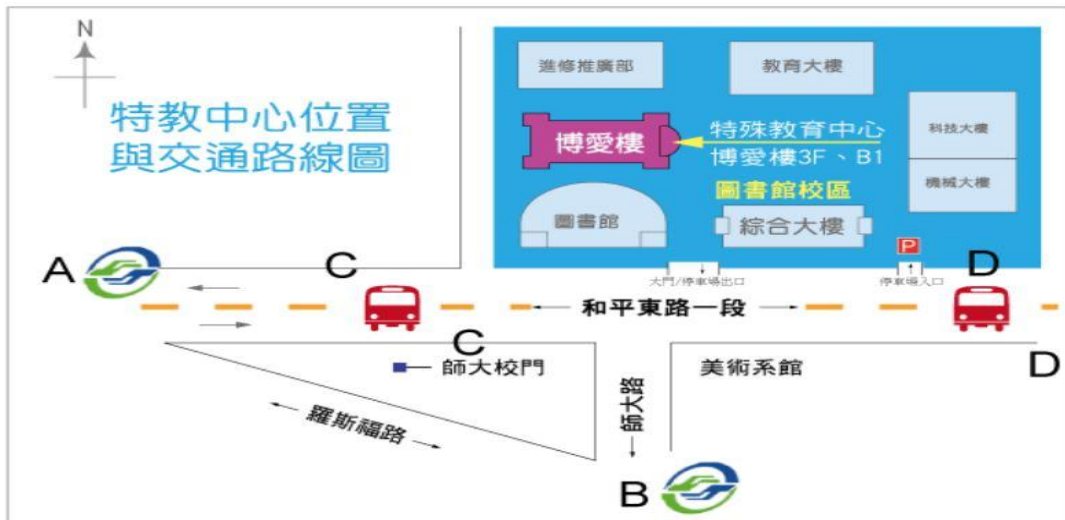 N
特教中心位置
與交通路線圖
進修推廣部
教育大樓
科技大樓
博愛樓
特殊教育中心
博愛樓3F、B1
機械大樓
圖書館校區
圖書館
綜合大樓
P
A
C
D
大門/停車場出口
停車場入口
和平東路一段
C
D
師大校門
美術系館
羅斯福路
師大路
B